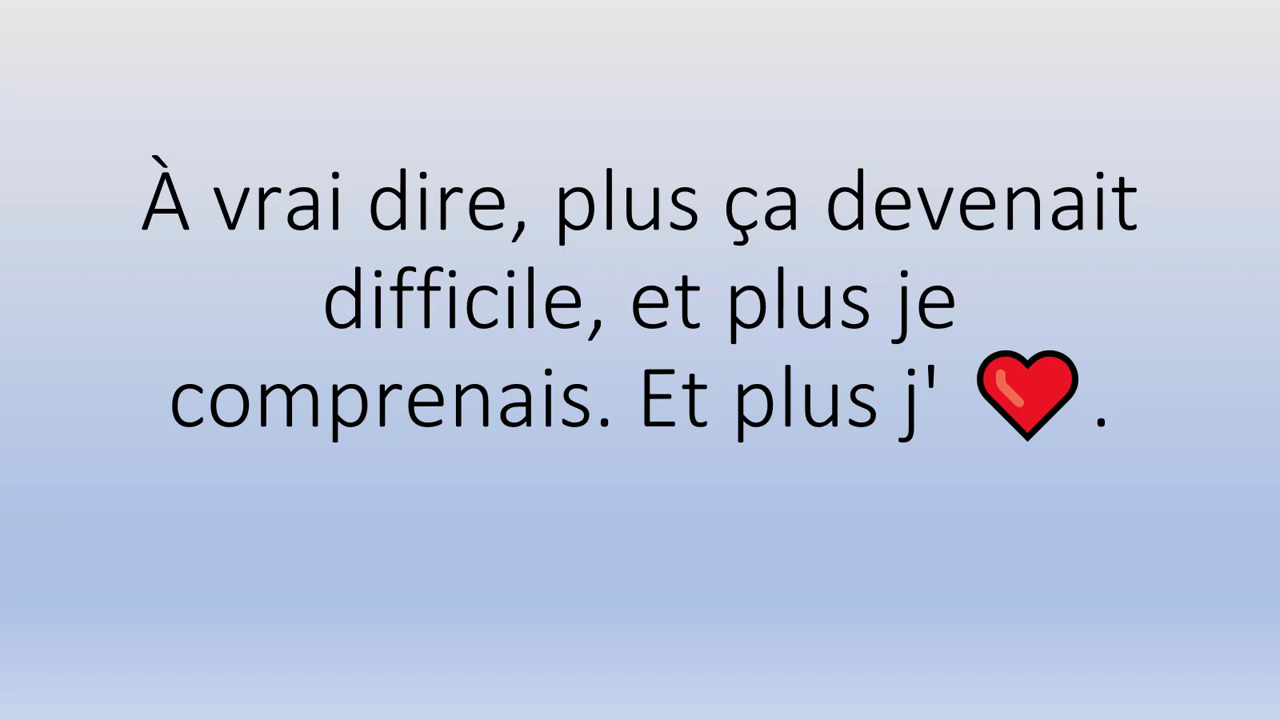 À vrai dire, plus ça devenait
difficile, et plus je
comprenais. Et plus j' ❤️.